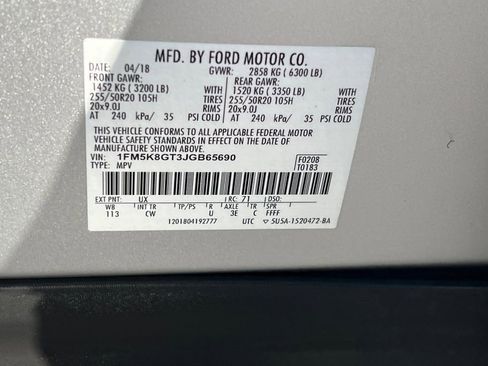 MFD. BY FORD MOTOR CO.
DATE: 04/18 GVWR: 2858 KG ( 6300 LB)
FRONT GAWR: REAR GAWR:
1452 KG ( 3200 LB) WITH 1520 KG ( 3350 LB) WITH
255/50R20 105H TIRES 255/50R20 105H TIRES
20x9.0J RIMS 20x9.0J RIMS
AT 240 kPa/ 35 PSI COLD AT 240 kPa/ 35 PSI COLD
THIS VEHICLE CONFORMS TO ALL APPLICABLE FEDERAL MOTOR
VEHICLE SAFETY STANDARDS IN EFFECT ON THE DATE OF
MANUFACTURE SHOWN ABOVE.
VIN: 1FM5K8GT3JGB65690 F0208
TYPE: MPV T0183
EXT PNT: UX RC: 71 DSO:
WB INT TR TP/PS R AXLE TR SPR
113 CW U 3E C FFFF
1201804192777 UTC ▽ 5U5A-1520472-BA